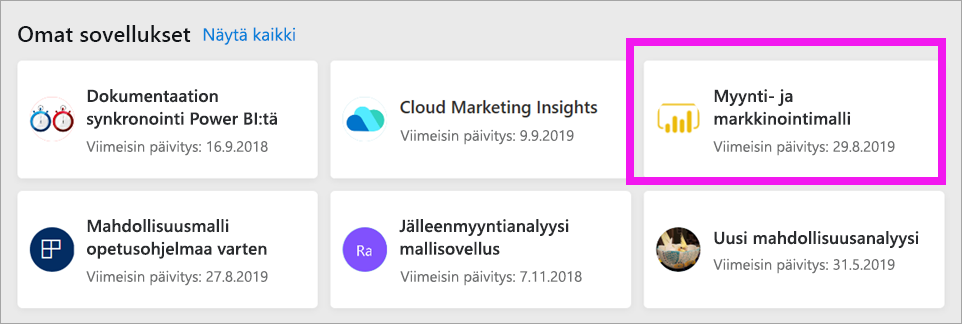 Omat sovellukset Näytä kaikki
Dokumentaation
synkronointi Power BI:tä
Viimeisin päivitys: 16.9.2018
Cloud Marketing Insights
Viimeisin päivitys: 9.9.2019
Myynti- ja
markkinointimalli
Viimeisin päivitys: 29.8.2019
Mahdollisuusmalli
opetusohjelmaa varten
Viimeisin päivitys: 27.8.2019
Ra
Jälleenmyyntianalyysi
mallisovellus
Viimeisin päivitys: 7.11.2018
Uusi mahdollisuusanalyysi
Viimeisin päivitys: 31.5.2019